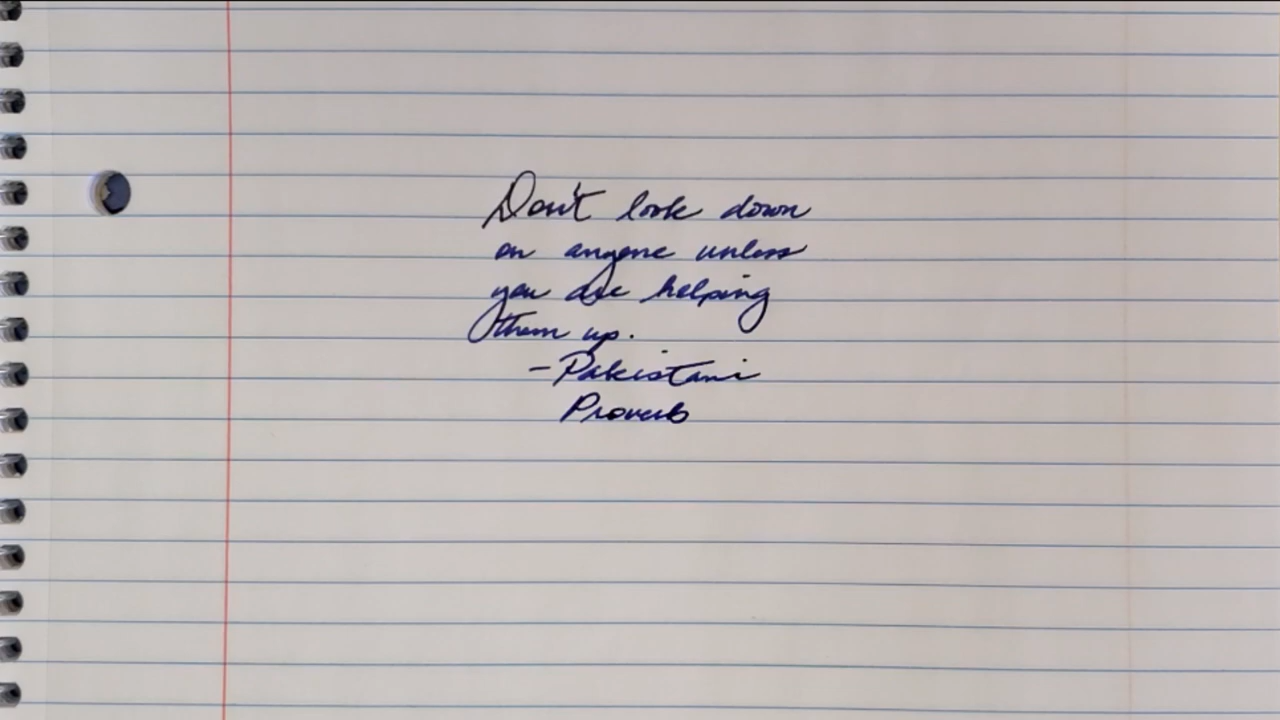 Don't look down
on anyone unless
you are helping
them up.
- Pakistani
Proverb